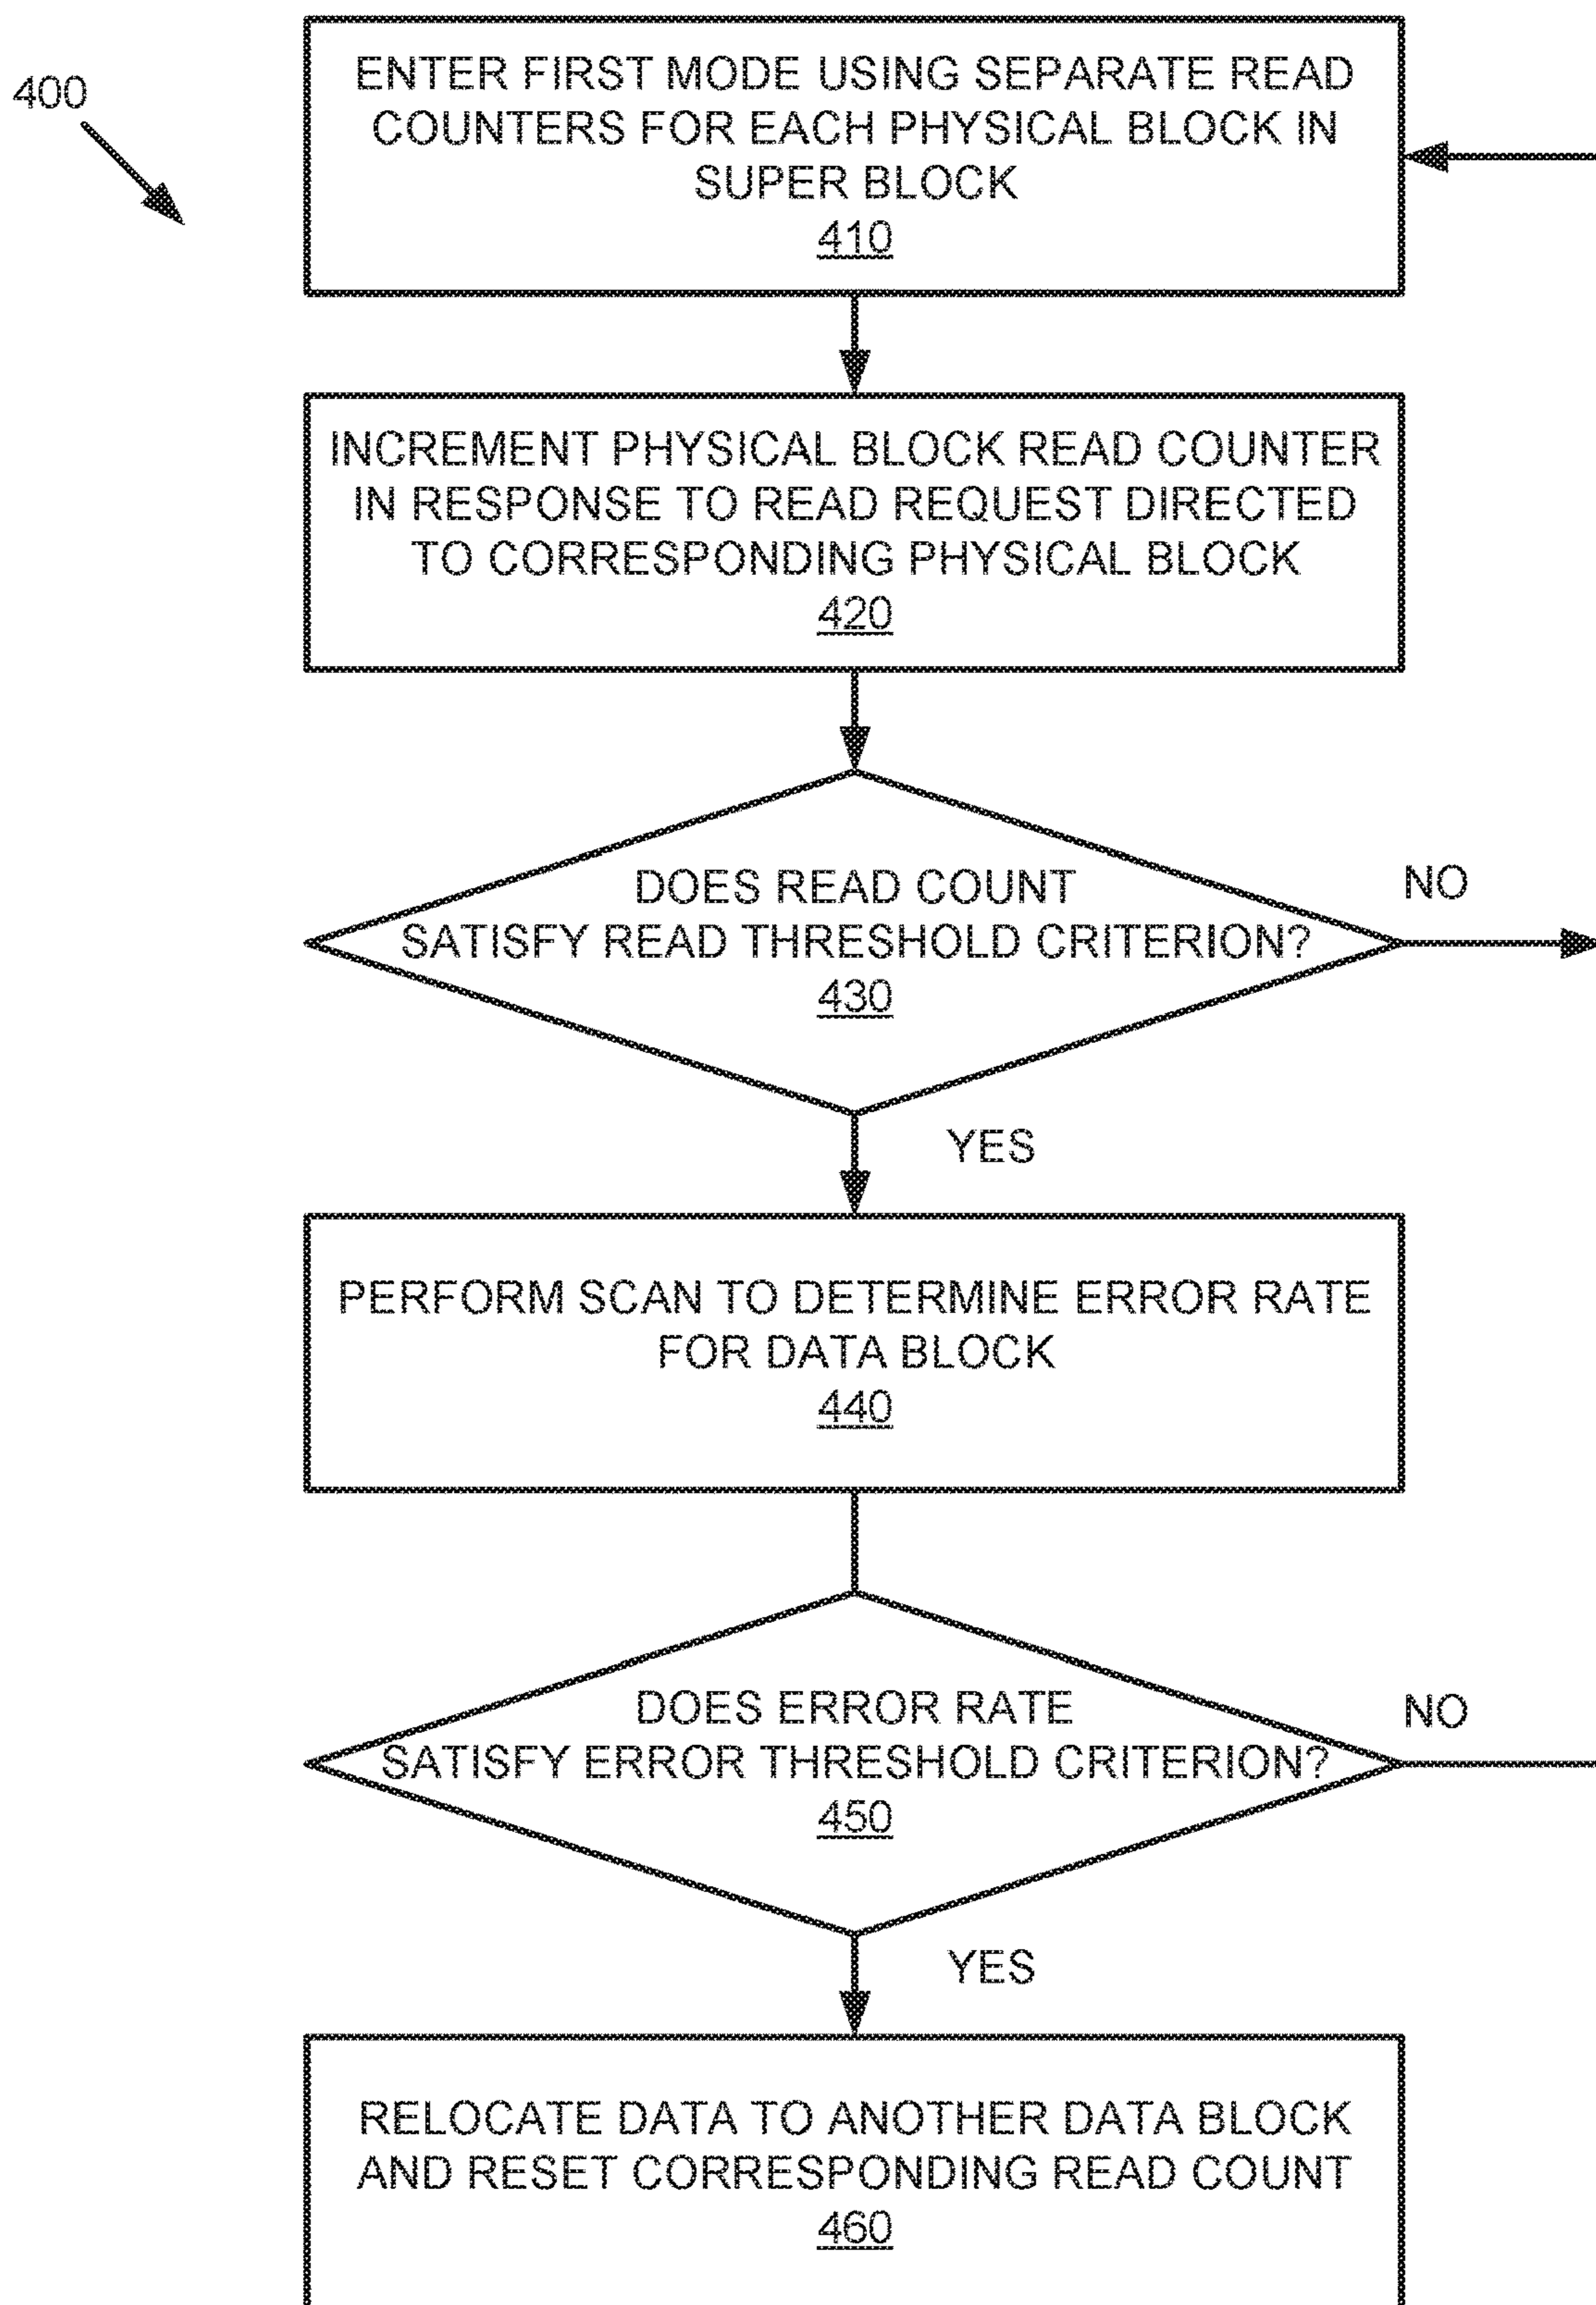 400
ENTER FIRST MODE USING SEPARATE READ
COUNTERS FOR EACH PHYSICAL BLOCK IN
SUPER BLOCK
410
INCREMENT PHYSICAL BLOCK READ COUNTER
IN RESPONSE TO READ REQUEST DIRECTED
TO CORRESPONDING PHYSICAL BLOCK
420
DOES READ COUNT
SATISFY READ THRESHOLD CRITERION?
430
NO
YES
PERFORM SCAN TO DETERMINE ERROR RATE
FOR DATA BLOCK
440
DOES ERROR RATE
SATISFY ERROR THRESHOLD CRITERION?
450
NO
YES
RELOCATE DATA TO ANOTHER DATA BLOCK
AND RESET CORRESPONDING READ COUNT
460